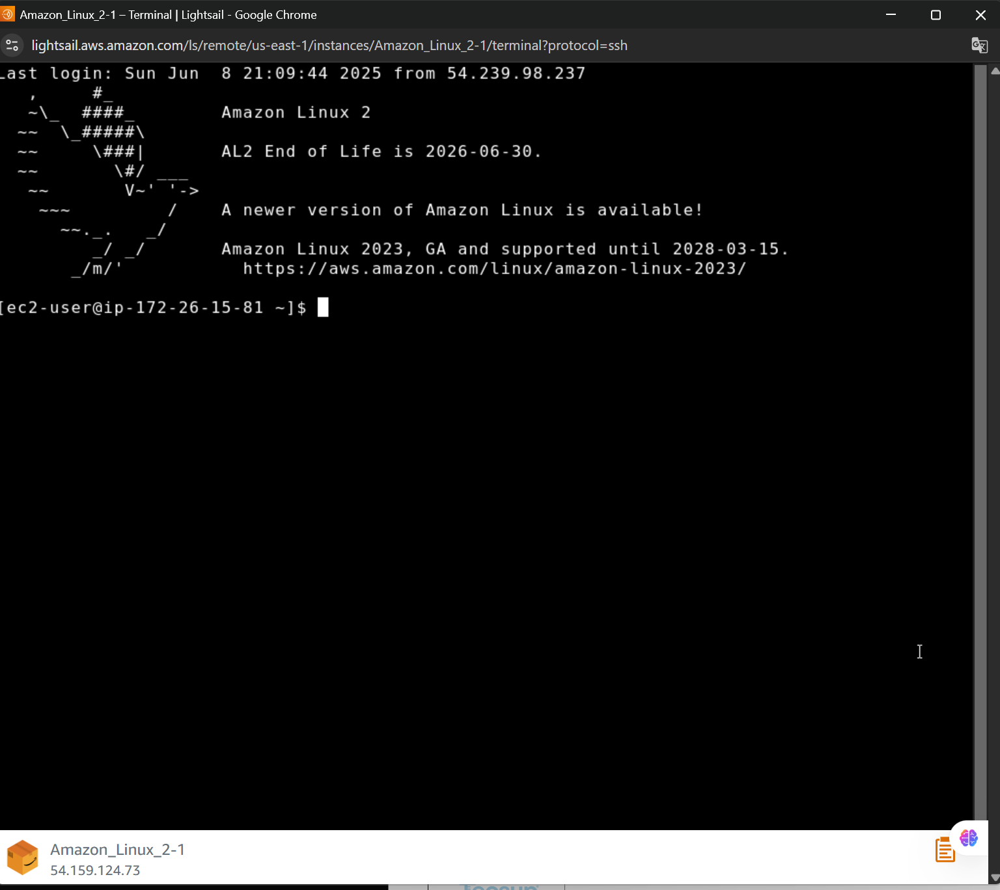 Amazon_Linux_2-1 – Terminal | Lightsail - Google Chrome
lightsail.aws.amazon.com/ls/remote/us-east-1/instances/Amazon_Linux_2-1/terminal?protocol=ssh
Last login: Sun Jun  8 21:09:44 2025 from 54.239.98.237
   ,     #_
   ~\_  ####_        Amazon Linux 2
  ~~  \_#####\
  ~~     \###|       AL2 End of Life is 2026-06-30.
  ~~       \#/ ___
   ~~       V~' '->
    ~~~         /    A newer version of Amazon Linux is available!
      ~~._.   _/
         _/ _/       Amazon Linux 2023, GA and supported until 2028-03-15.
       _/m/'           https://aws.amazon.com/linux/amazon-linux-2023/
[ec2-user@ip-172-26-15-81 ~]$
Amazon_Linux_2-1
54.159.124.73